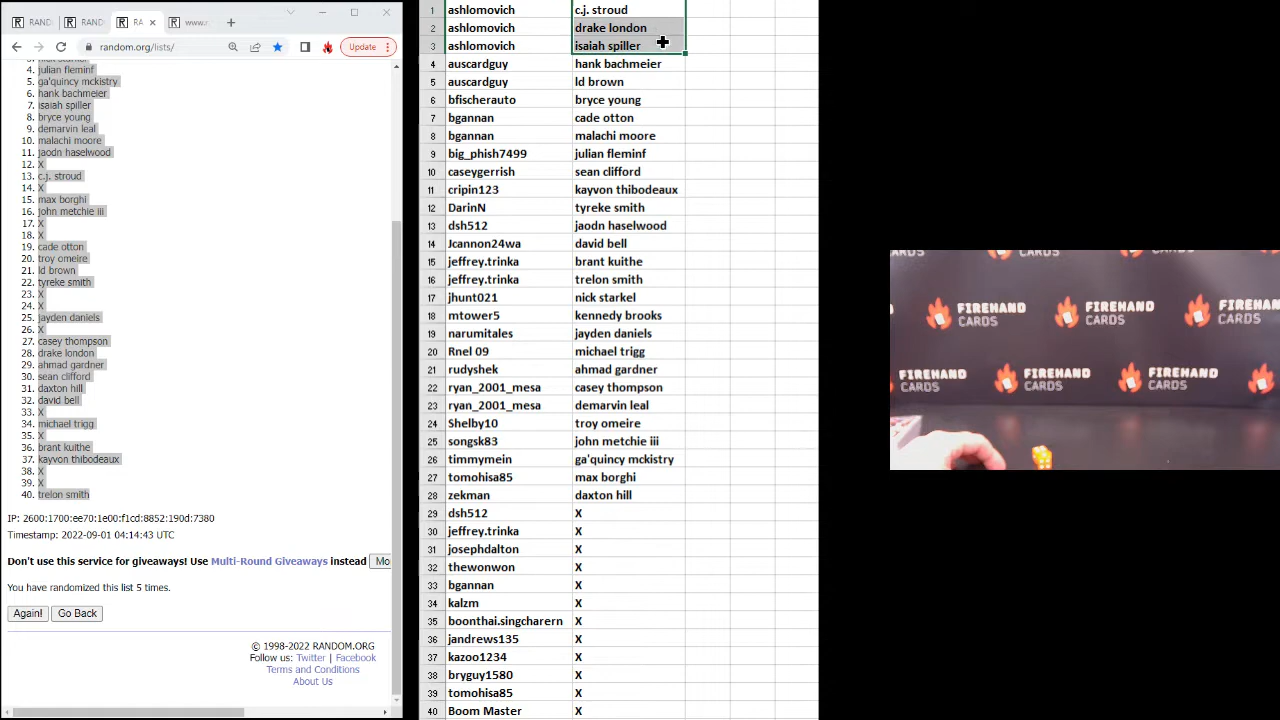 RAND
RAND
RA
www.r
random.org/lists/
Update
4. julian fleminf
5. ga'quincy mckistry
6. hank bachmeier
7. isaiah spiller
8. bryce young
9. demarvin leal
10. malachi moore
11. jaodn haselwood
12. X
13. c.j. stroud
14. X
15. max borghi
16. john metchie iii
17. X
18. X
19. cade otton
20. troy omeire
21. ld brown
22. tyreke smith
23. X
24. X
25. jayden daniels
26. X
27. casey thompson
28. drake london
29. ahmad gardner
30. sean clifford
31. daxton hill
32. david bell
33. X
34. michael trigg
35. X
36. brant kuithe
37. kayvon thibodeaux
38. X
39. X
40. trelon smith
IP: 2600:1700:ee70:1e00:f1cd:8852:190d:7380
Timestamp: 2022-09-01 04:14:43 UTC
Don't use this service for giveaways! Use Multi-Round Giveaways instead Mo
You have randomized this list 5 times.
Again! Go Back
© 1998-2022 RANDOM.ORG
Follow us: Twitter | Facebook
Terms and Conditions
About Us
1 ashlomovich c.j. stroud
2 ashlomovich drake london
3 ashlomovich isaiah spiller
4 auscardguy hank bachmeier
5 auscardguy ld brown
6 bfischerauto bryce young
7 bgannan cade otton
8 bgannan malachi moore
9 big_phish7499 julian fleminf
10 caseygerrish sean clifford
11 cripin123 kayvon thibodeaux
12 DarinN tyreke smith
13 dsh512 jaodn haselwood
14 Jcannon24wa david bell
15 jeffrey.trinka brant kuithe
16 jeffrey.trinka trelon smith
17 jhunt021 nick starkel
18 mtower5 kennedy brooks
19 narumitales jayden daniels
20 Rnel 09 michael trigg
21 rudyshek ahmad gardner
22 ryan_2001_mesa casey thompson
23 ryan_2001_mesa demarvin leal
24 Shelby10 troy omeire
25 songsk83 john metchie iii
26 timmymein ga'quincy mckistry
27 tomohisa85 max borghi
28 zekman daxton hill
29 dsh512 X
30 jeffrey.trinka X
31 josephdalton X
32 thewonwon X
33 bgannan X
34 kalzm X
35 boonthai.singcharern X
36 jandrews135 X
37 kazoo1234 X
38 bryguy1580 X
39 tomohisa85 X
40 Boom Master X
CARDS CARDS CARDS
FIREHAND CARDS FIREHAND CARDS FIREHAND CARDS
FIREHAND CARDS FIREHAND CARDS FIREHAND CARDS